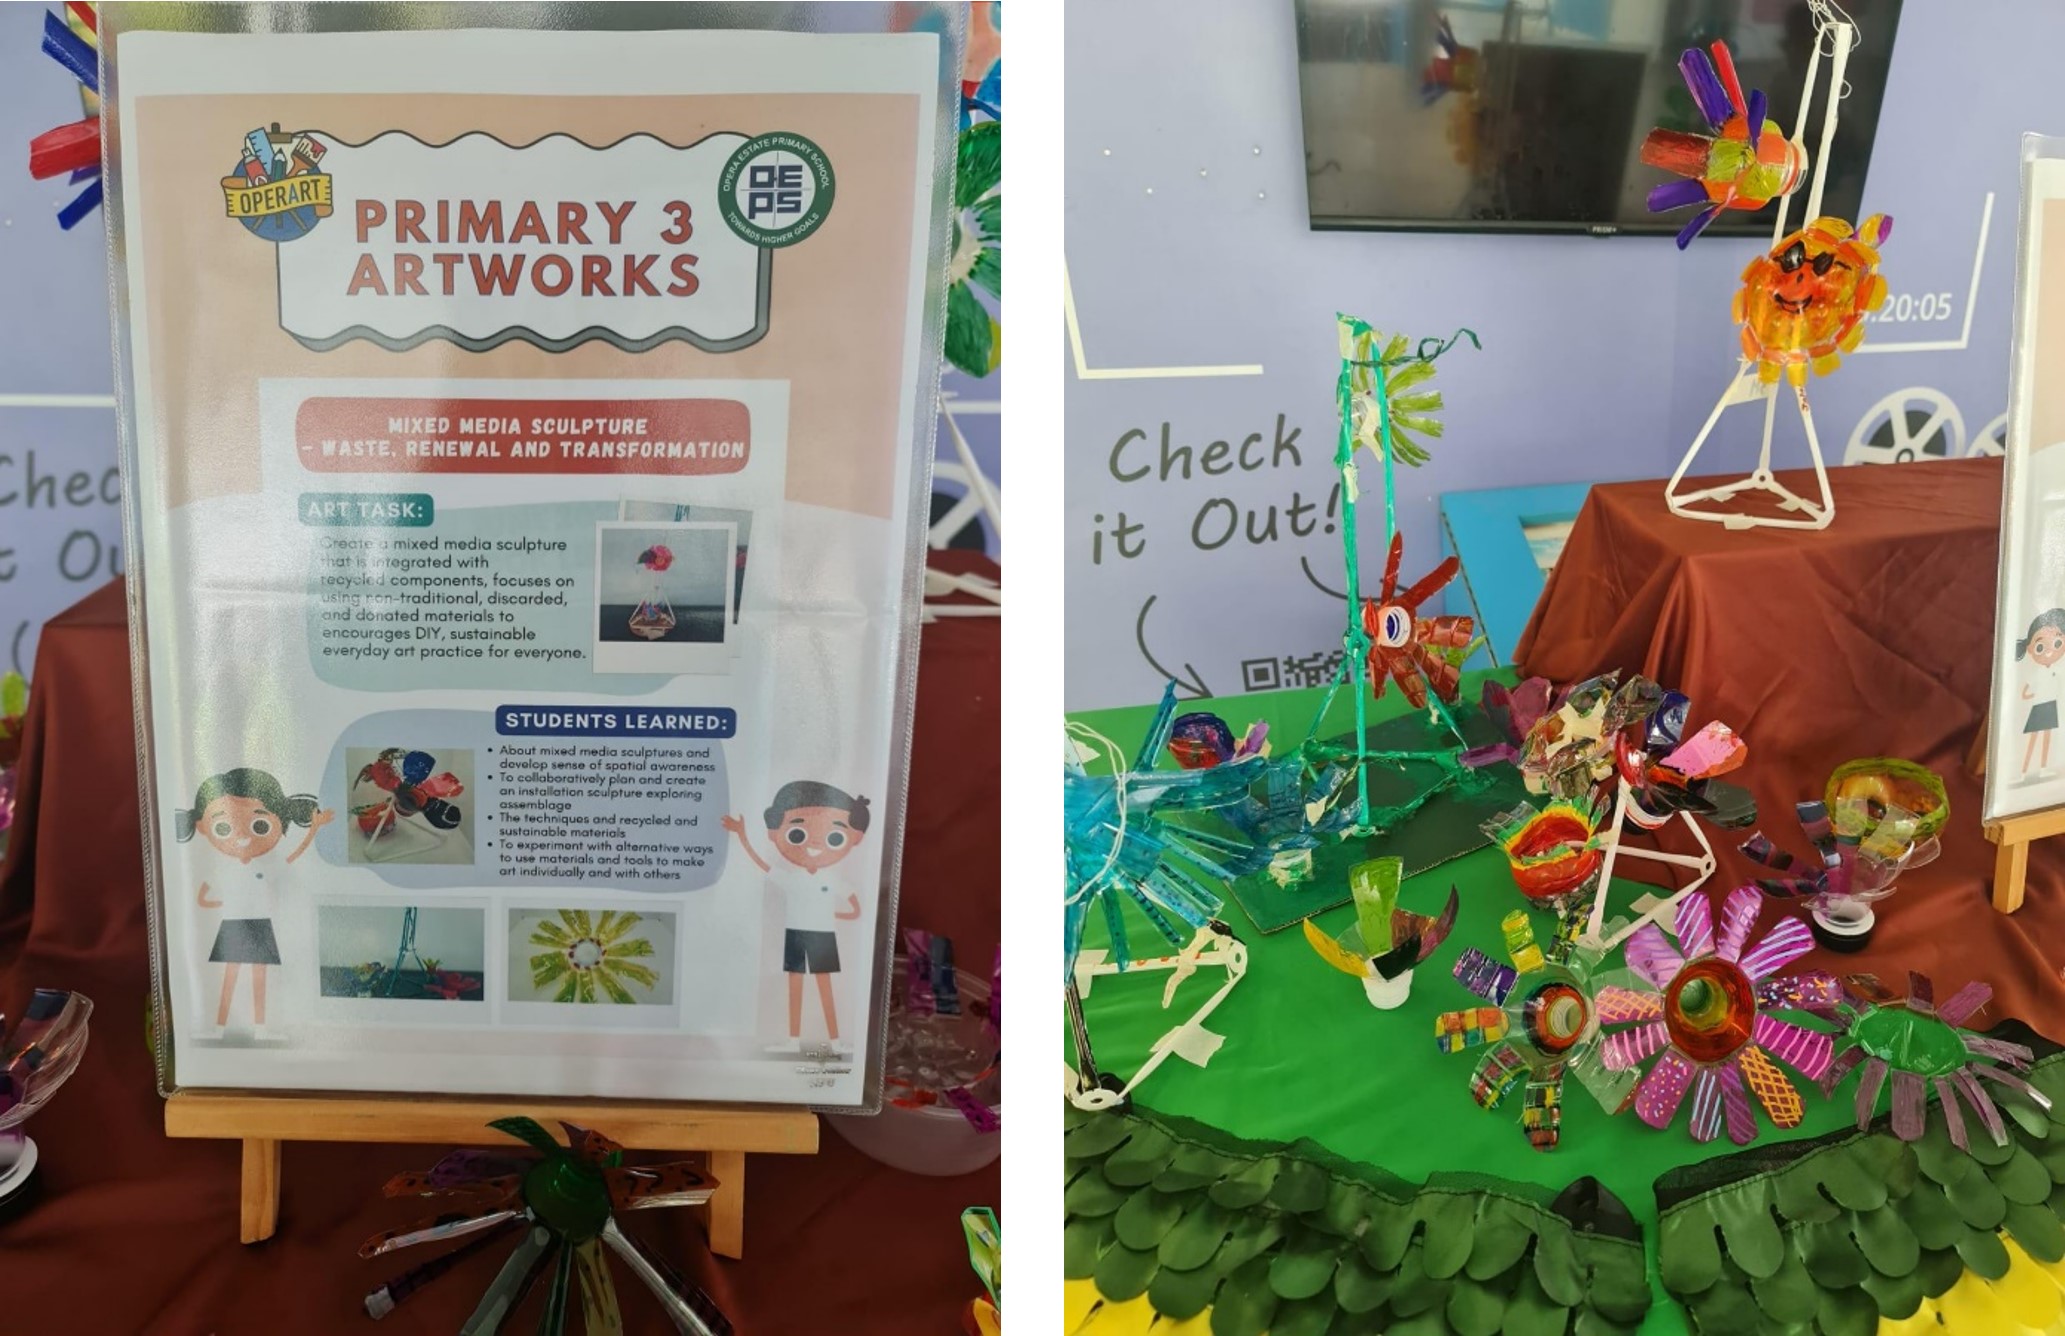 OPERART
OPERA ESTATE PRIMARY SCHOOL
OE
PS
TOWARDS HIGHER GOALS
PRIMARY 3
ARTWORKS
MIXED MEDIA SCULPTURE
- WASTE, RENEWAL AND TRANSFORMATION
ART TASK:
Create a mixed media sculpture
that is integrated with
recycled components, focuses on
using non-traditional, discarded,
and donated materials to
encourages DIY, sustainable
everyday art practice for everyone.
STUDENTS LEARNED:
• About mixed media sculptures and
develop sense of spatial awareness
• To collaboratively plan and create
an installation sculpture exploring
assemblage
• The techniques and recycled and
sustainable materials
• To experiment with alternative ways
to use materials and tools to make
art individually and with others
Chec
t Ou
PRISM+
:20:05
Check
it Out!